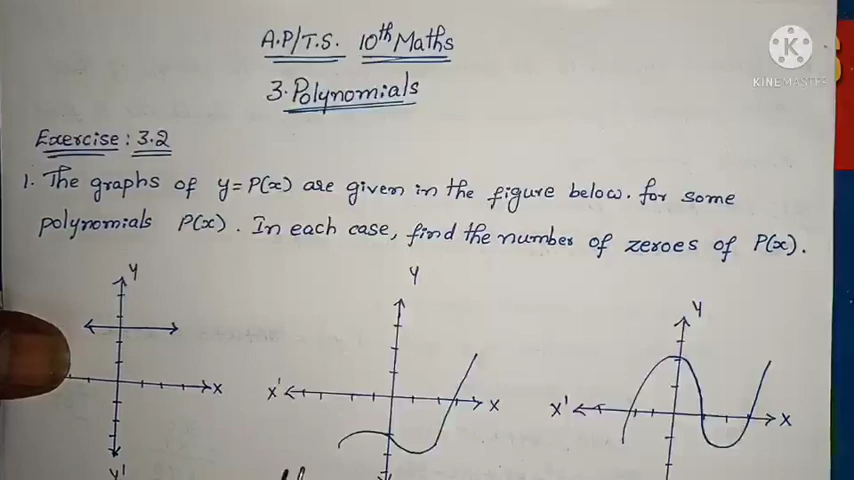 A.P/T.S. 10th Maths
3. Polynomials
Exercise: 3.2
1. The graphs of y=P(x) are given in the figure below. for some
polynomials P(x). In each case, find the number of zeroes of P(x).
Y
X
Y'
Y
X'
X
Y
X'
X
K
KINEMASTER